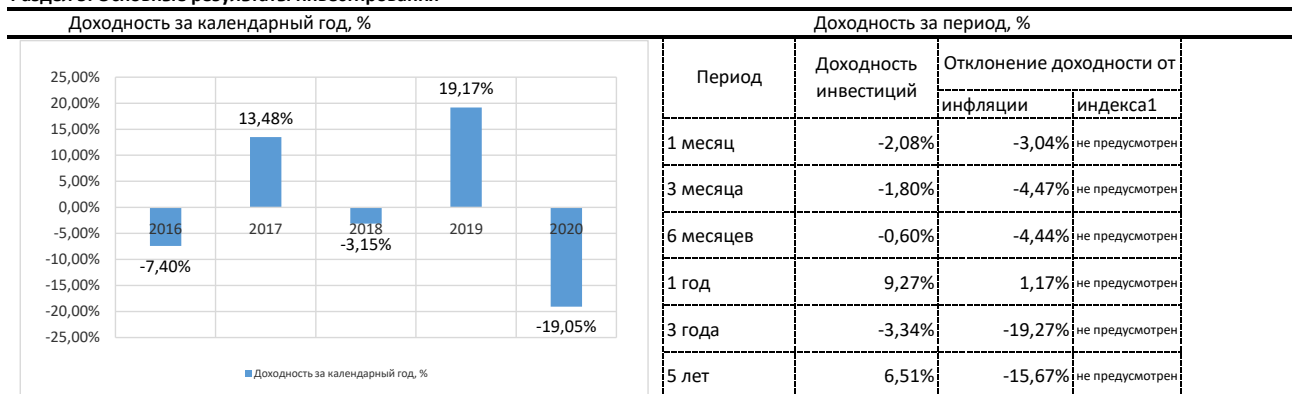 Доходность за календарный год, %
Доходность за период, %
25,00%
20,00%
15,00%
10,00%
5,00%
0,00%
-5,00%
-10,00%
-15,00%
-20,00%
-25,00%
-7,40%
13,48%
-3,15%
19,17%
-19,05%
2016 2017 2018 2019 2020
Доходность за календарный год, %
Период Доходность инвестиций Отклонение доходности от
инфляции индекса1
1 месяц -2,08% -3,04% не предусмотрен
3 месяца -1,80% -4,47% не предусмотрен
6 месяцев -0,60% -4,44% не предусмотрен
1 год 9,27% 1,17% не предусмотрен
3 года -3,34% -19,27% не предусмотрен
5 лет 6,51% -15,67% не предусмотрен